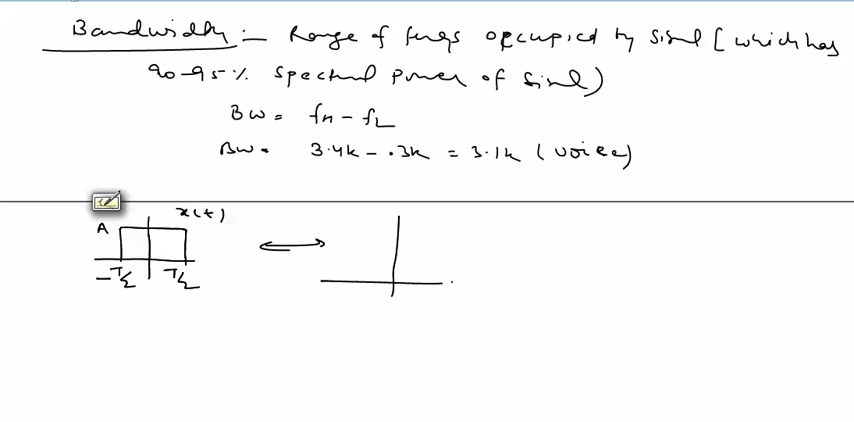 Bandwidth :- Range of freqs occupied by signal [which has
90-95% spectral power of signal)
BW = fH - fL
BW = 3.4k - .3k = 3.1k (voice)
x(t)
A
-T/2 T/2